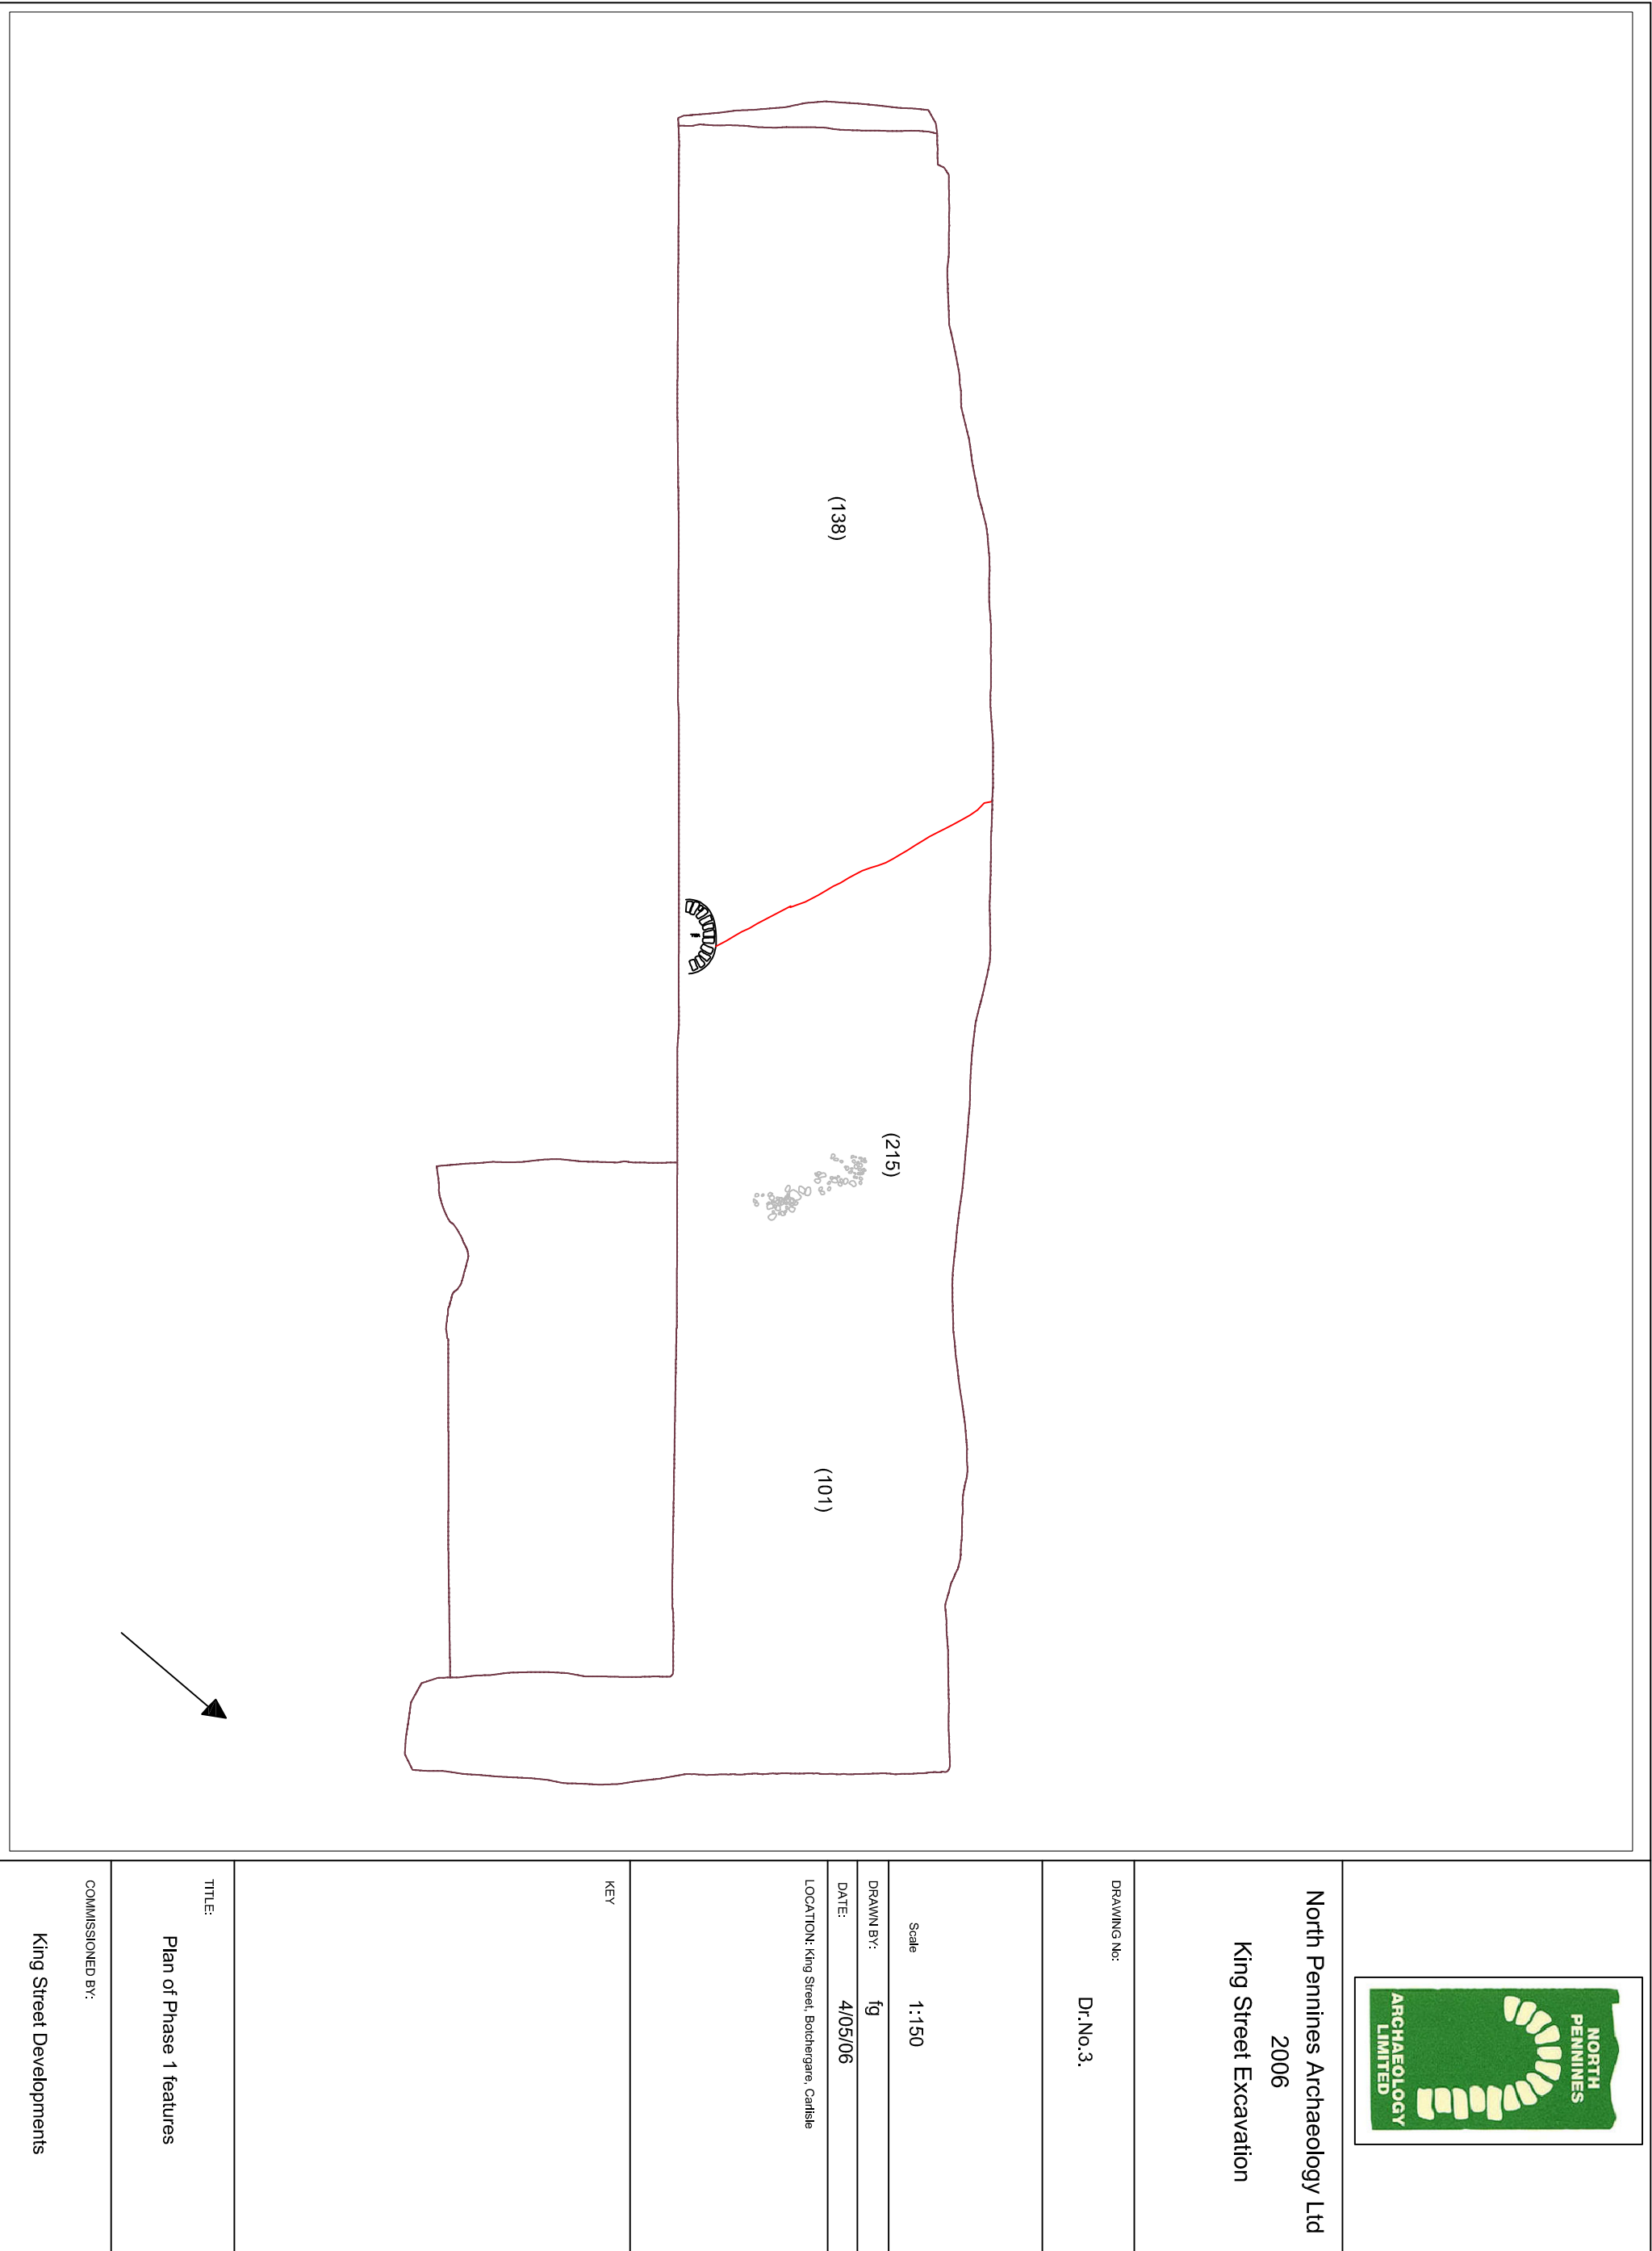 (138)
(215)
(101)
NORTH
PENNINES
ARCHAEOLOGY
LIMITED
North Pennines Archaeology Ltd
2006
King Street Excavation
DRAWING No:
Dr.No.3.
Scale 1:150
DRAWN BY: fg
DATE: 4/05/06
LOCATION: King Street, Botchergare, Carlisle
KEY
TITLE:
Plan of Phase 1 features
COMMISSIONED BY:
King Street Developments